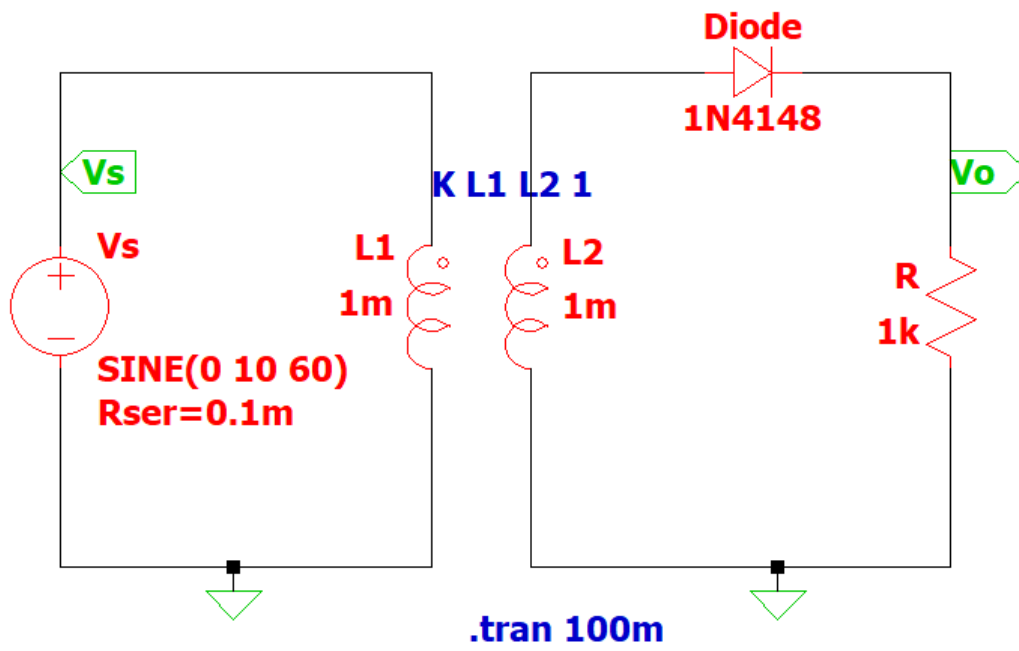 Diode
1N4148
Vs
K L1 L2 1
Vo
Vs
L1
L2
1m
1m
R
1k
SINE(0 10 60)
Rser=0.1m
.tran 100m